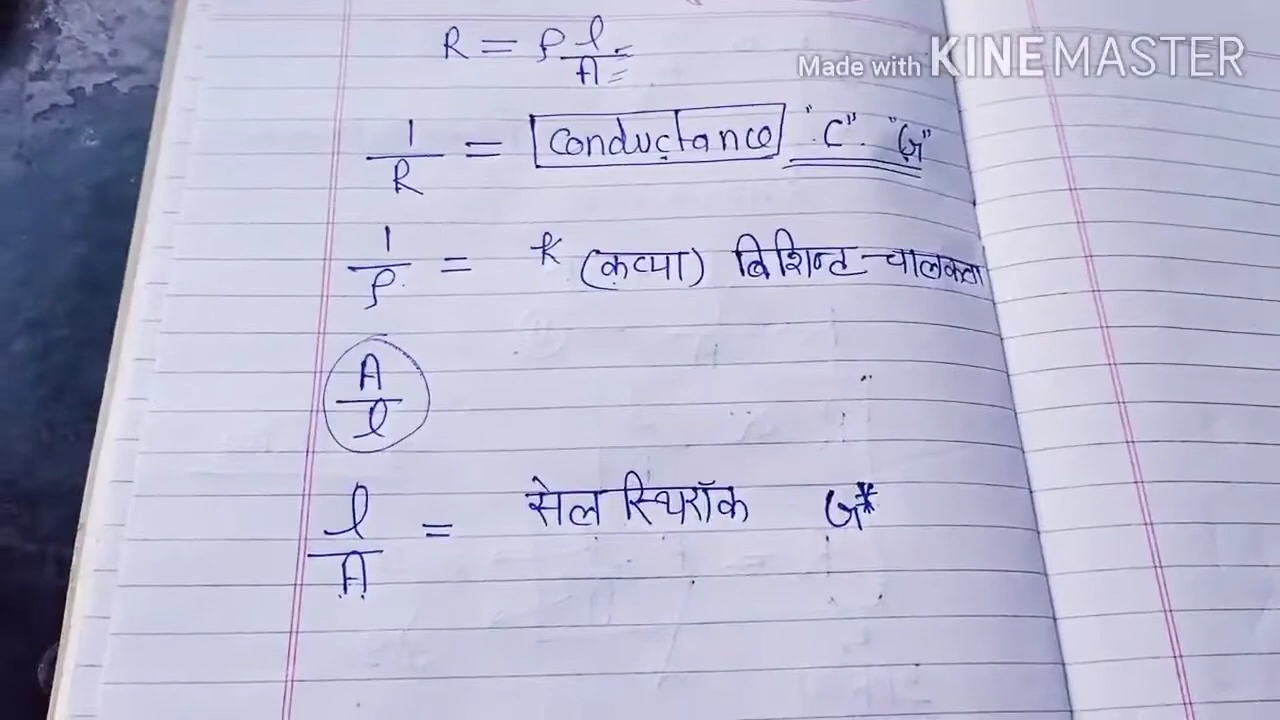 R = ρ l/A
Made with KINEMASTER
1/R = Conductance "C" "G"
1/ρ = k (कप्पा) विशिष्ट-चालकता
A/l
l/A = सेल स्थिरॉक G*